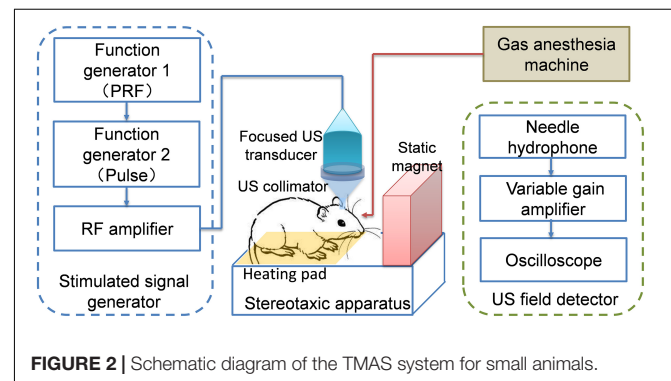 Function
generator 1
（PRF）
Function
generator 2
(Pulse）
RF amplifier
Stimulated signal
generator
Focused US
transducer
US collimator
Static
magnet
Heating pad
Stereotaxic apparatus
Gas anesthesia
machine
Needle
hydrophone
Variable gain
amplifier
Oscilloscope
US field detector
FIGURE 2 | Schematic diagram of the TMAS system for small animals.